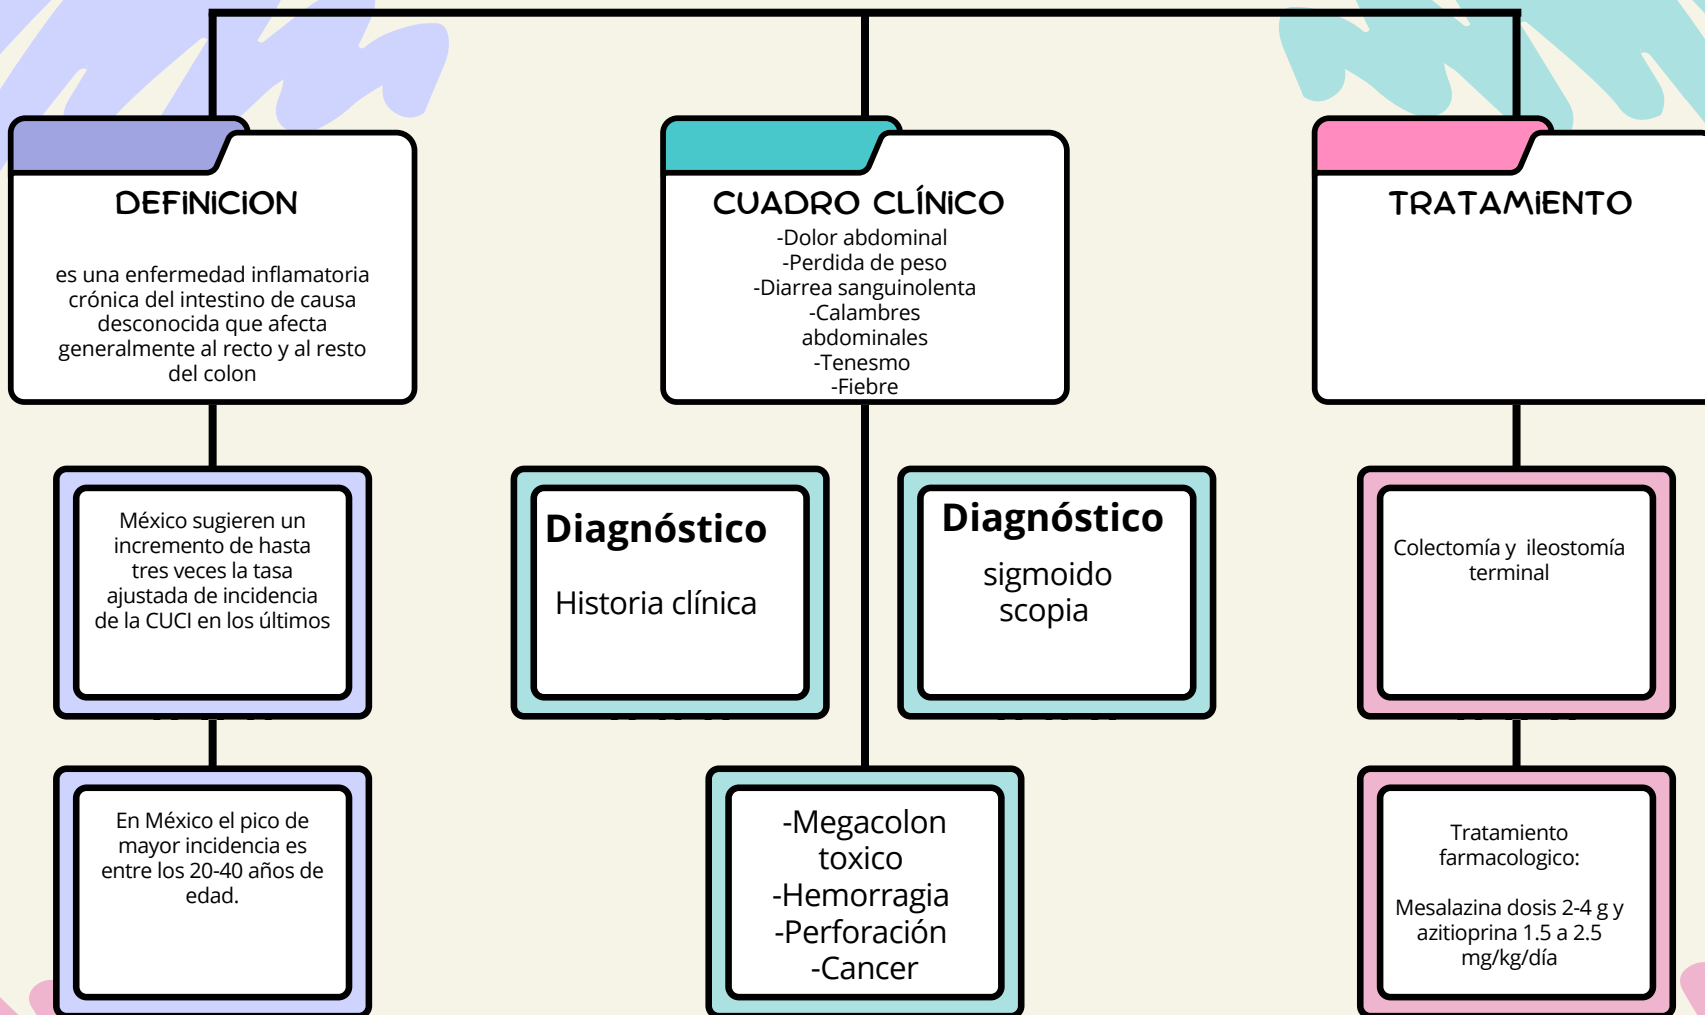 DEFINICION
es una enfermedad inflamatoria
crónica del intestino de causa
desconocida que afecta
generalmente al recto y al resto
del colon
México sugieren un
incremento de hasta
tres veces la tasa
ajustada de incidencia
de la CUCI en los últimos
En México el pico de
mayor incidencia es
entre los 20-40 años de
edad.
CUADRO CLÍNICO
-Dolor abdominal
-Perdida de peso
-Diarrea sanguinolenta
-Calambres
abdominales
-Tenesmo
-Fiebre
Diagnóstico
Historia clínica
Diagnóstico
sigmoido
scopia
-Megacolon
toxico
-Hemorragia
-Perforación
-Cancer
TRATAMIENTO
Colectomía y ileostomía
terminal
Tratamiento
farmacologico:
Mesalazina dosis 2-4 g y
azitioprina 1.5 a 2.5
mg/kg/día